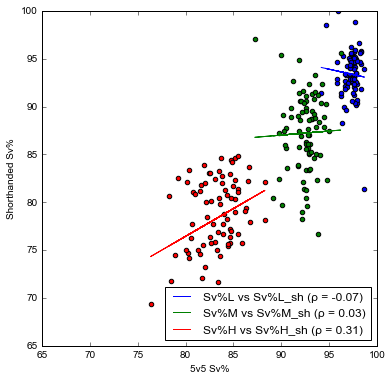 100
95
90
85
80
75
70
65
Shorthanded Sv%
Sv%L vs Sv%L_sh (ρ = -0.07)
Sv%M vs Sv%M_sh (ρ = 0.03)
Sv%H vs Sv%H_sh (ρ = 0.31)
65 70 75 80 85 90 95 100
5v5 Sv%